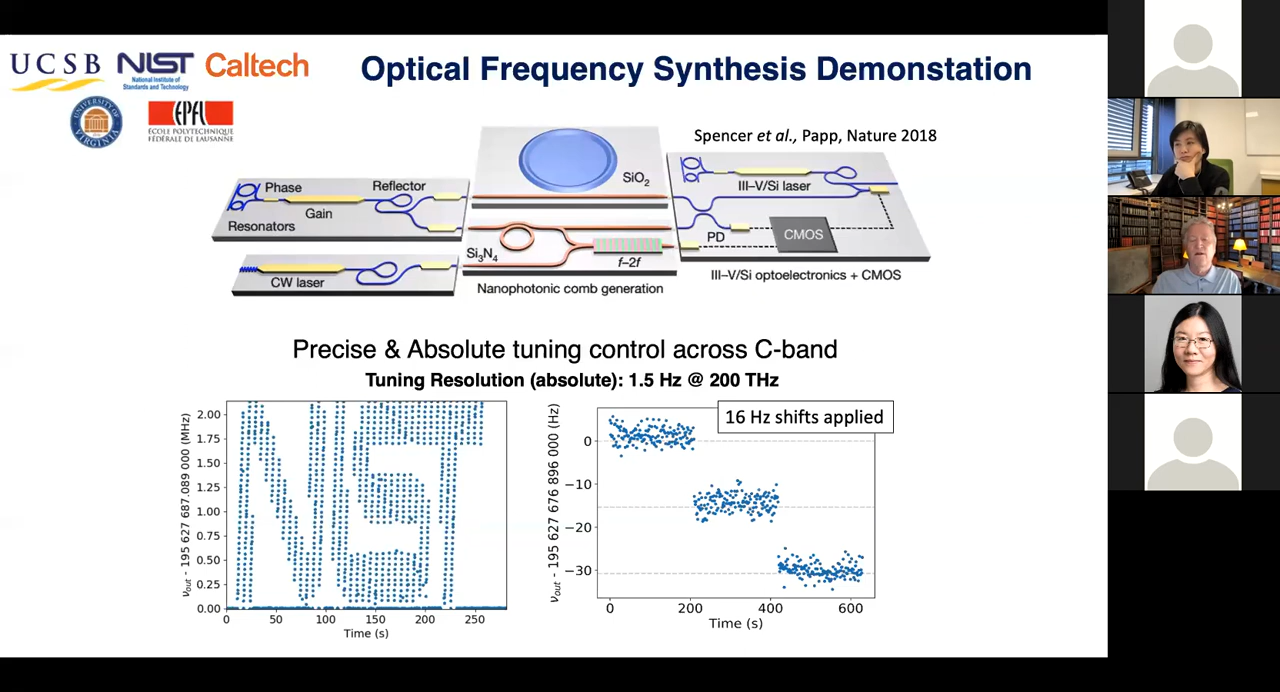 UCSB NIST Caltech
National Institute of
Standards and Technology
UNIVERSITY OF VIRGINIA
EPFL
ÉCOLE POLYTECHNIQUE
FÉDÉRALE DE LAUSANNE
Optical Frequency Synthesis Demonstation
Spencer et al., Papp, Nature 2018
Phase
Reflector
Gain
Resonators
CW laser
SiO2
Si3N4
f–2f
Nanophotonic comb generation
III–V/Si laser
PD
CMOS
III–V/Si optoelectronics + CMOS
Precise & Absolute tuning control across C-band
Tuning Resolution (absolute): 1.5 Hz @ 200 THz
νout - 195 627 687.089 000 (MHz)
2.00
1.75
1.50
1.25
1.00
0.75
0.50
0.25
0.00
0 50 100 150 200 250
Time (s)
NIST
16 Hz shifts applied
νout - 195 627 676 896 000 (Hz)
0
−10
−20
−30
0 200 400 600
Time (s)